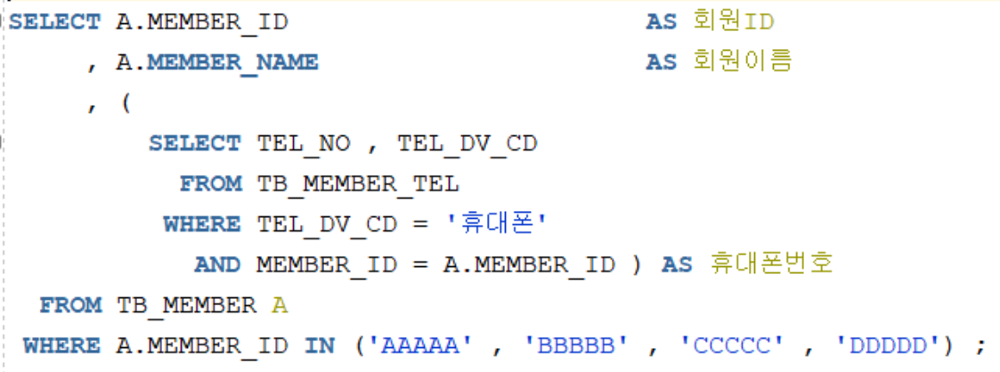 SELECT A.MEMBER_ID AS 회원ID
, A.MEMBER_NAME AS 회원이름
, (
SELECT TEL_NO , TEL_DV_CD
FROM TB_MEMBER_TEL
WHERE TEL_DV_CD = '휴대폰'
AND MEMBER_ID = A.MEMBER_ID ) AS 휴대폰번호
FROM TB_MEMBER A
WHERE A.MEMBER_ID IN ('AAAAA' , 'BBBBB' , 'CCCCC' , 'DDDDD') ;